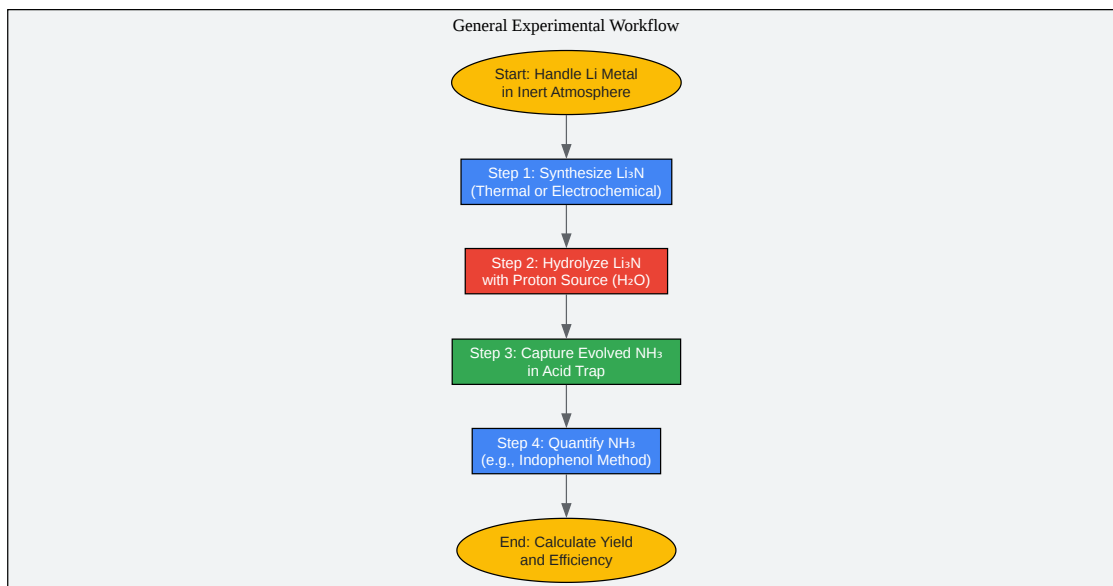 General Experimental Workflow
Start: Handle Li Metal
in Inert Atmosphere
Step 1: Synthesize Li₃N
(Thermal or Electrochemical)
Step 2: Hydrolyze Li₃N
with Proton Source (H₂O)
Step 3: Capture Evolved NH₃
in Acid Trap
Step 4: Quantify NH₃
(e.g., Indophenol Method)
End: Calculate Yield
and Efficiency